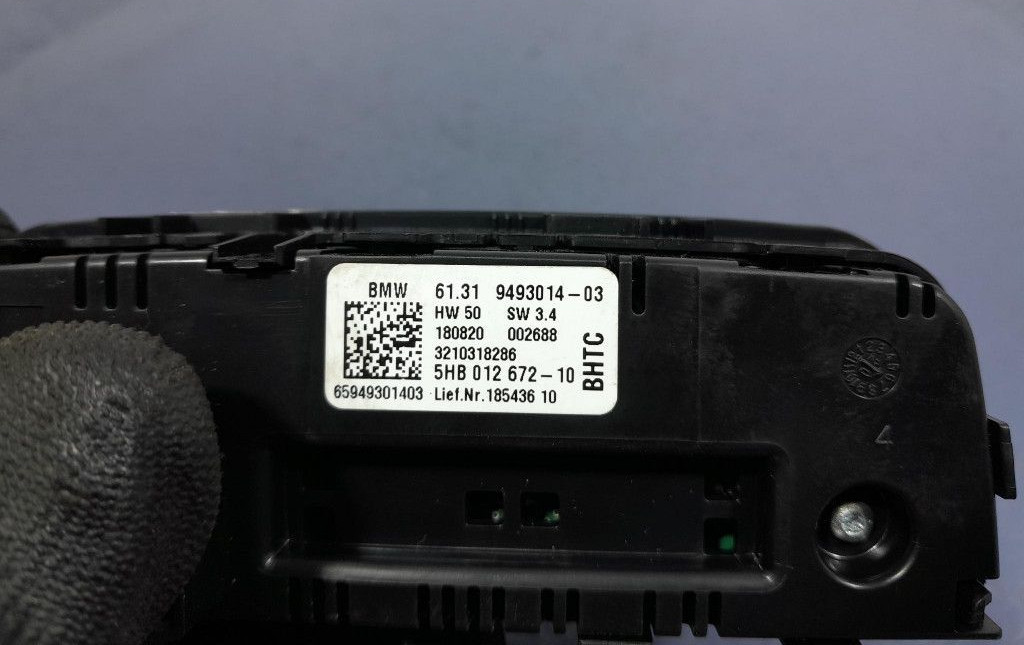 BMW 61.31 9493014-03
HW 50 SW 3.4
180820 002688
3210318286
5HB 012 672-10
65949301403 Lief.Nr.185436 10
BHTC
4